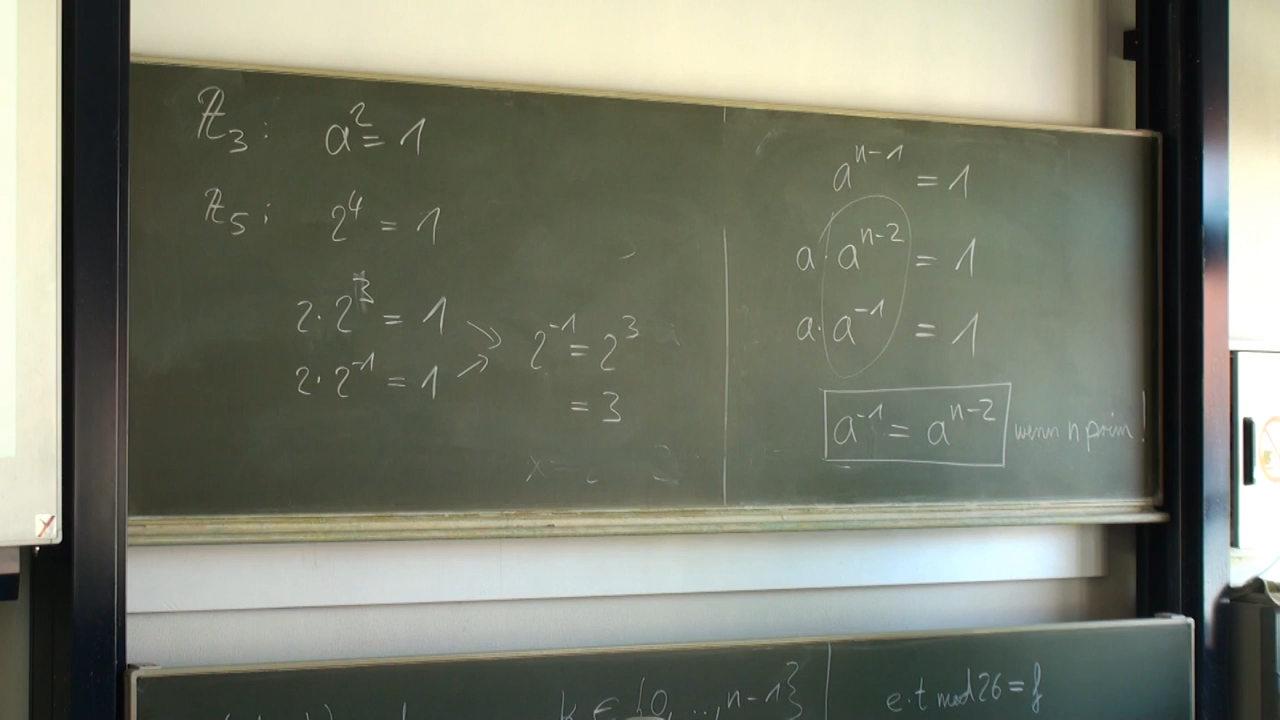 ℤ₃: a² = 1
ℤ₅: 2⁴ = 1
2·2³ = 1
2·2⁻¹ = 1
2⁻¹ = 2³
= 3
aⁿ⁻¹ = 1
a·aⁿ⁻² = 1
a·a⁻¹ = 1
a⁻¹ = aⁿ⁻² wenn n prim!
k ∈ {0, ..., n-1}
e·t mod 26 = f